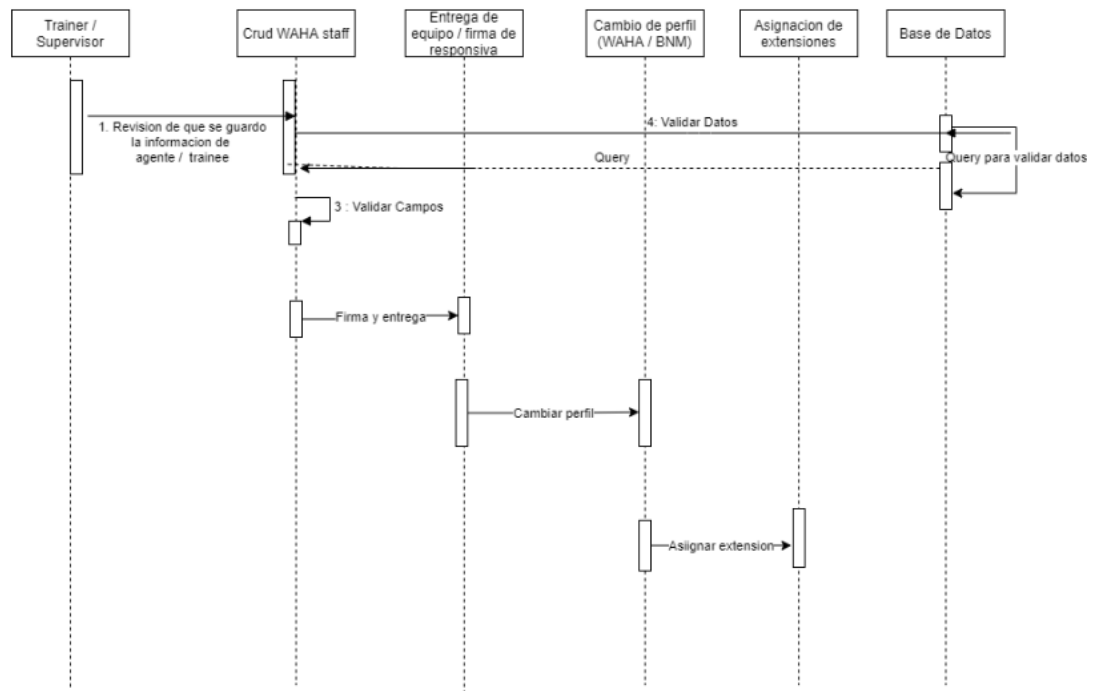 Trainer /
Supervisor
Crud WAHA staff
Entrega de
equipo / firma de
responsiva
Cambio de perfil
(WAHA / BNM)
Asignacion de
extensiones
Base de Datos
1. Revision de que se guardo
la informacion de
agente / trainee
4: Validar Datos
Query
Query para validar datos
3 : Validar Campos
Firma y entrega
Cambiar perfil
Asiignar extension